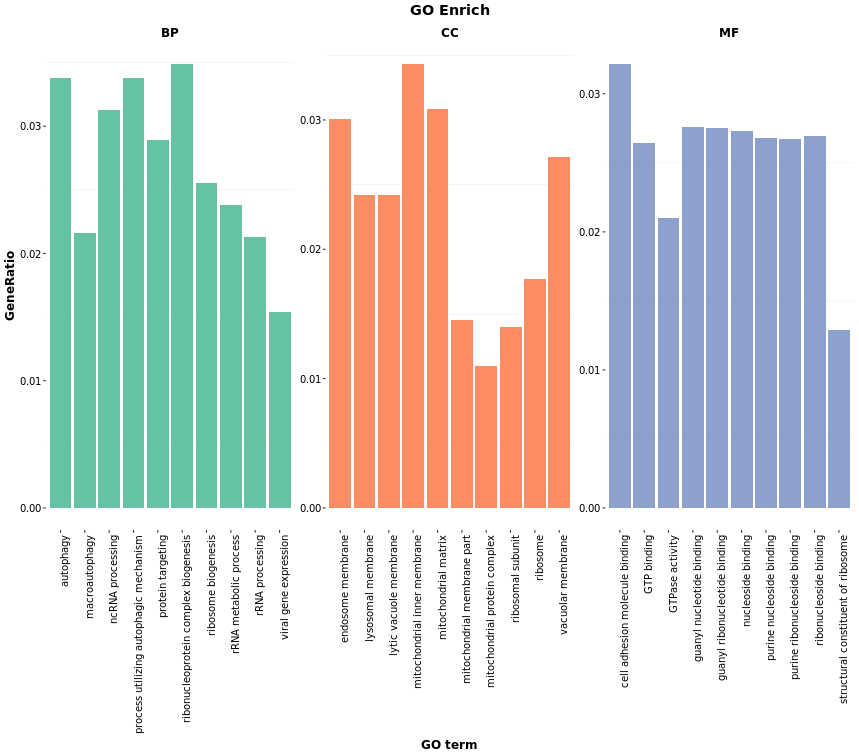 GO Enrich
BP
CC
MF
GeneRatio
0.03
0.02
0.01
0.00
0.03
0.02
0.01
0.00
0.03
0.02
0.01
0.00
autophagy
macroautophagy
ncRNA processing
process utilizing autophagic mechanism
protein targeting
ribonucleoprotein complex biogenesis
ribosome biogenesis
rRNA metabolic process
rRNA processing
viral gene expression
endosome membrane
lysosomal membrane
lytic vacuole membrane
mitochondrial inner membrane
mitochondrial matrix
mitochondrial membrane part
mitochondrial protein complex
ribosomal subunit
ribosome
vacuolar membrane
cell adhesion molecule binding
GTP binding
GTPase activity
guanyl nucleotide binding
guanyl ribonucleotide binding
nucleoside binding
purine nucleoside binding
purine ribonucleoside binding
ribonucleoside binding
structural constituent of ribosome
GO term